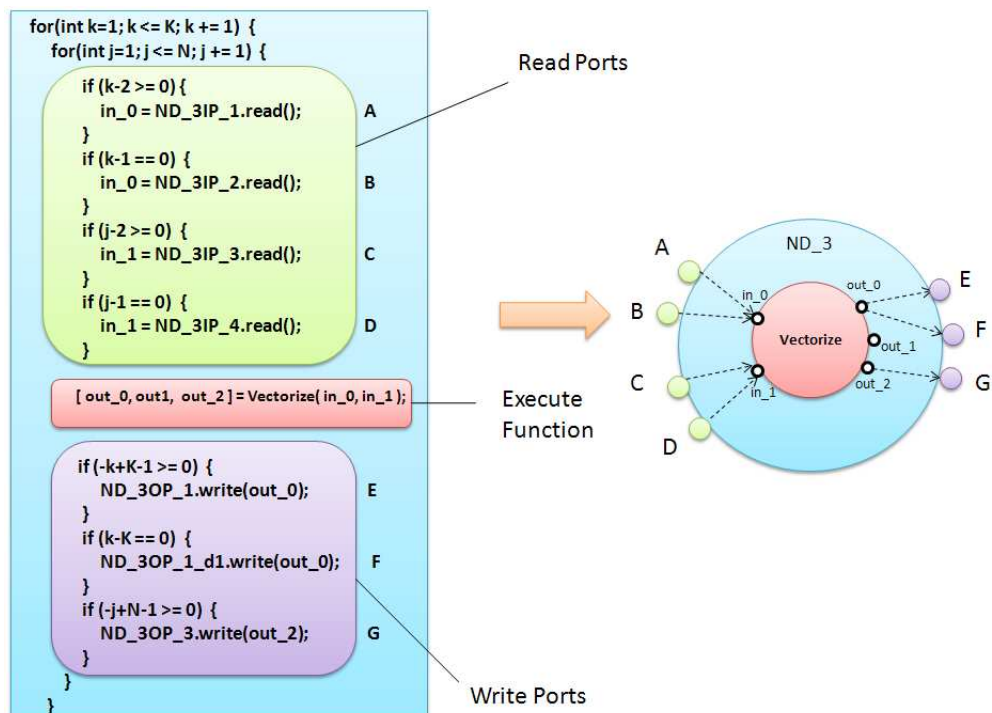 for(int k=1; k <= K; k += 1) {
for(int j=1; j <= N; j += 1) {
if (k-2 >= 0) {
in_0 = ND_3IP_1.read();
A
}
if (k-1 == 0) {
in_0 = ND_3IP_2.read();
B
}
if (j-2 >= 0) {
in_1 = ND_3IP_3.read();
C
}
if (j-1 == 0) {
in_1 = ND_3IP_4.read();
D
}
[ out_0, out1, out_2 ] = Vectorize( in_0, in_1 );
if (-k+K-1 >= 0) {
ND_3OP_1.write(out_0);
E
}
if (k-K == 0) {
ND_3OP_1_d1.write(out_0);
F
}
if (-j+N-1 >= 0) {
ND_3OP_3.write(out_2);
G
}
}
}
Read Ports
Execute
Function
Write Ports
ND_3
A
B
C
D
in_0
in_1
Vectorize
out_0
out_1
out_2
E
F
G